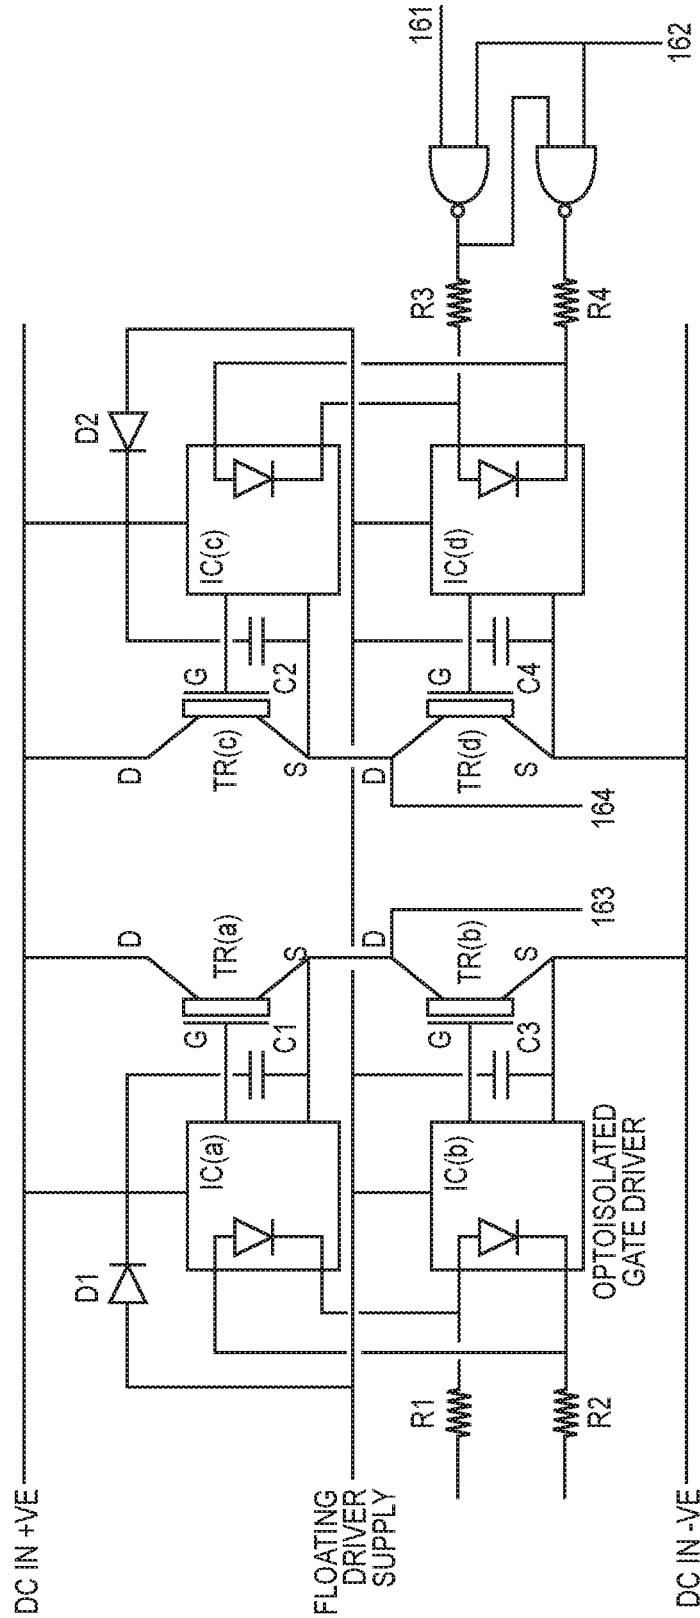 DC IN +VE
D1
D2
IC(a)
G
C1
D
TR(a)
S
D
TR(c)
S
G
C2
IC(c)
FLOATING
DRIVER
SUPPLY
R1
R2
IC(b)
OPTOISOLATED
GATE DRIVER
G
C3
D
TR(b)
S
163
D
TR(d)
S
164
G
C4
IC(d)
R3
R4
161
162
DC IN -VE